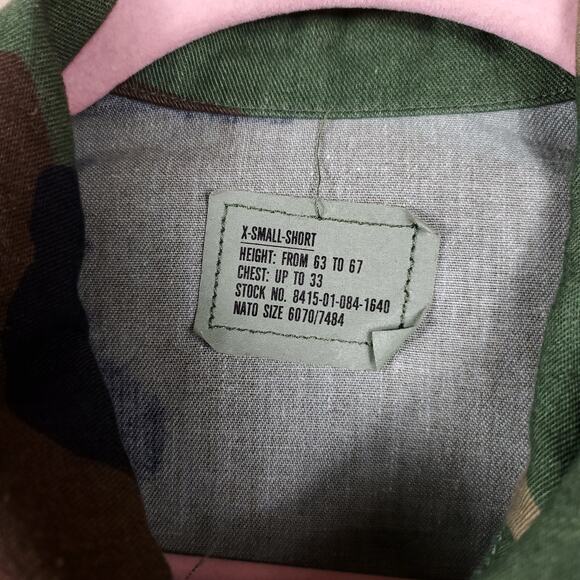 X-SMALL-SHORT
HEIGHT: FROM 63 TO 67
CHEST: UP TO 33
STOCK NO. 8415-01-084-1640
NATO SIZE 6070/7484